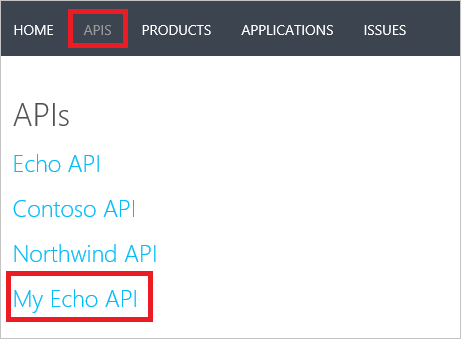 HOME APIS PRODUCTS APPLICATIONS ISSUES
APIs
Echo API
Contoso API
Northwind API
My Echo API